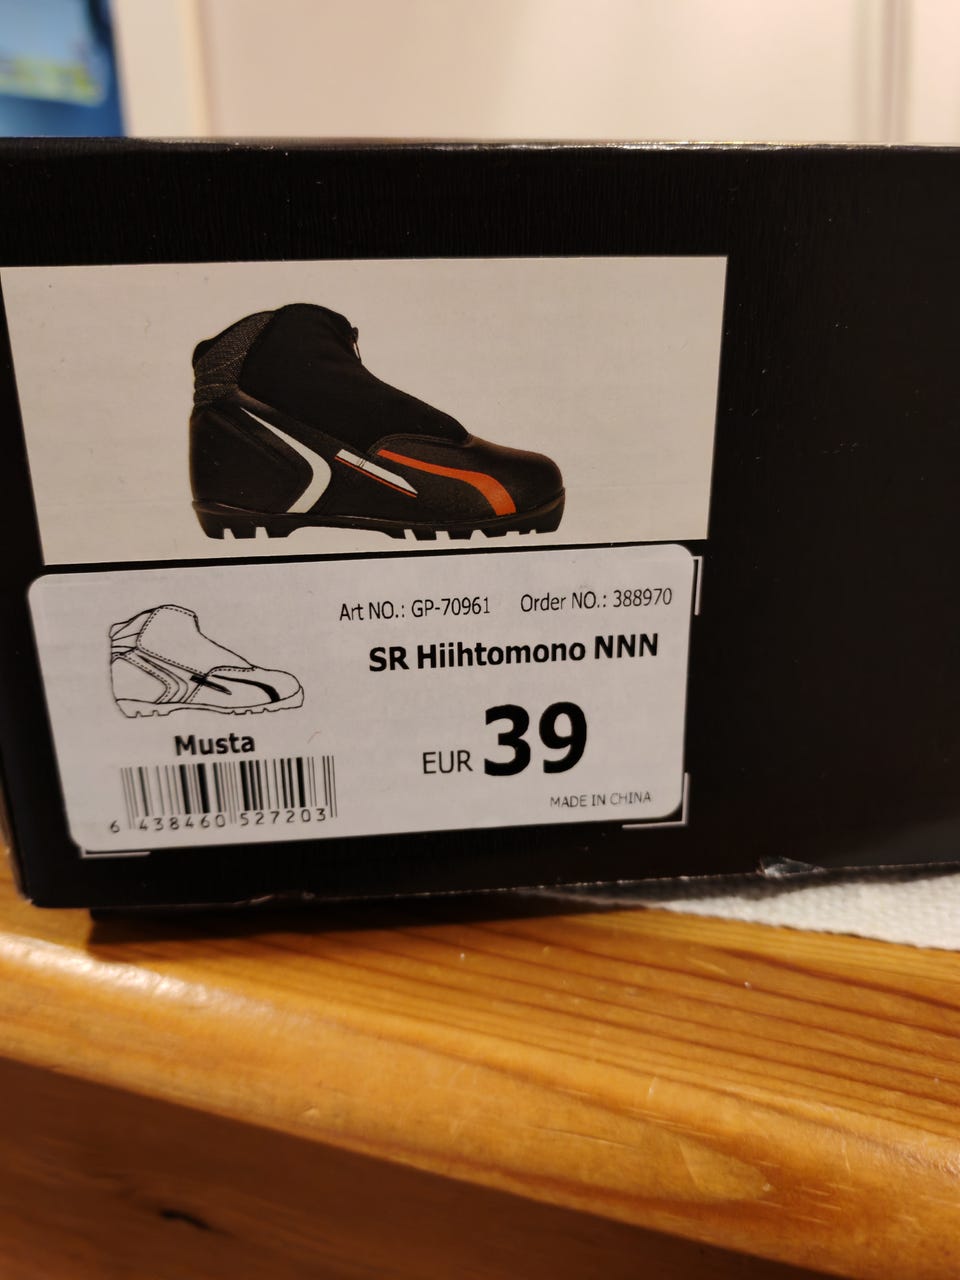 Art NO.: GP-70961 Order NO.: 388970
SR Hiihtomono NNN
Musta
EUR 39
6 438460 527203
MADE IN CHINA